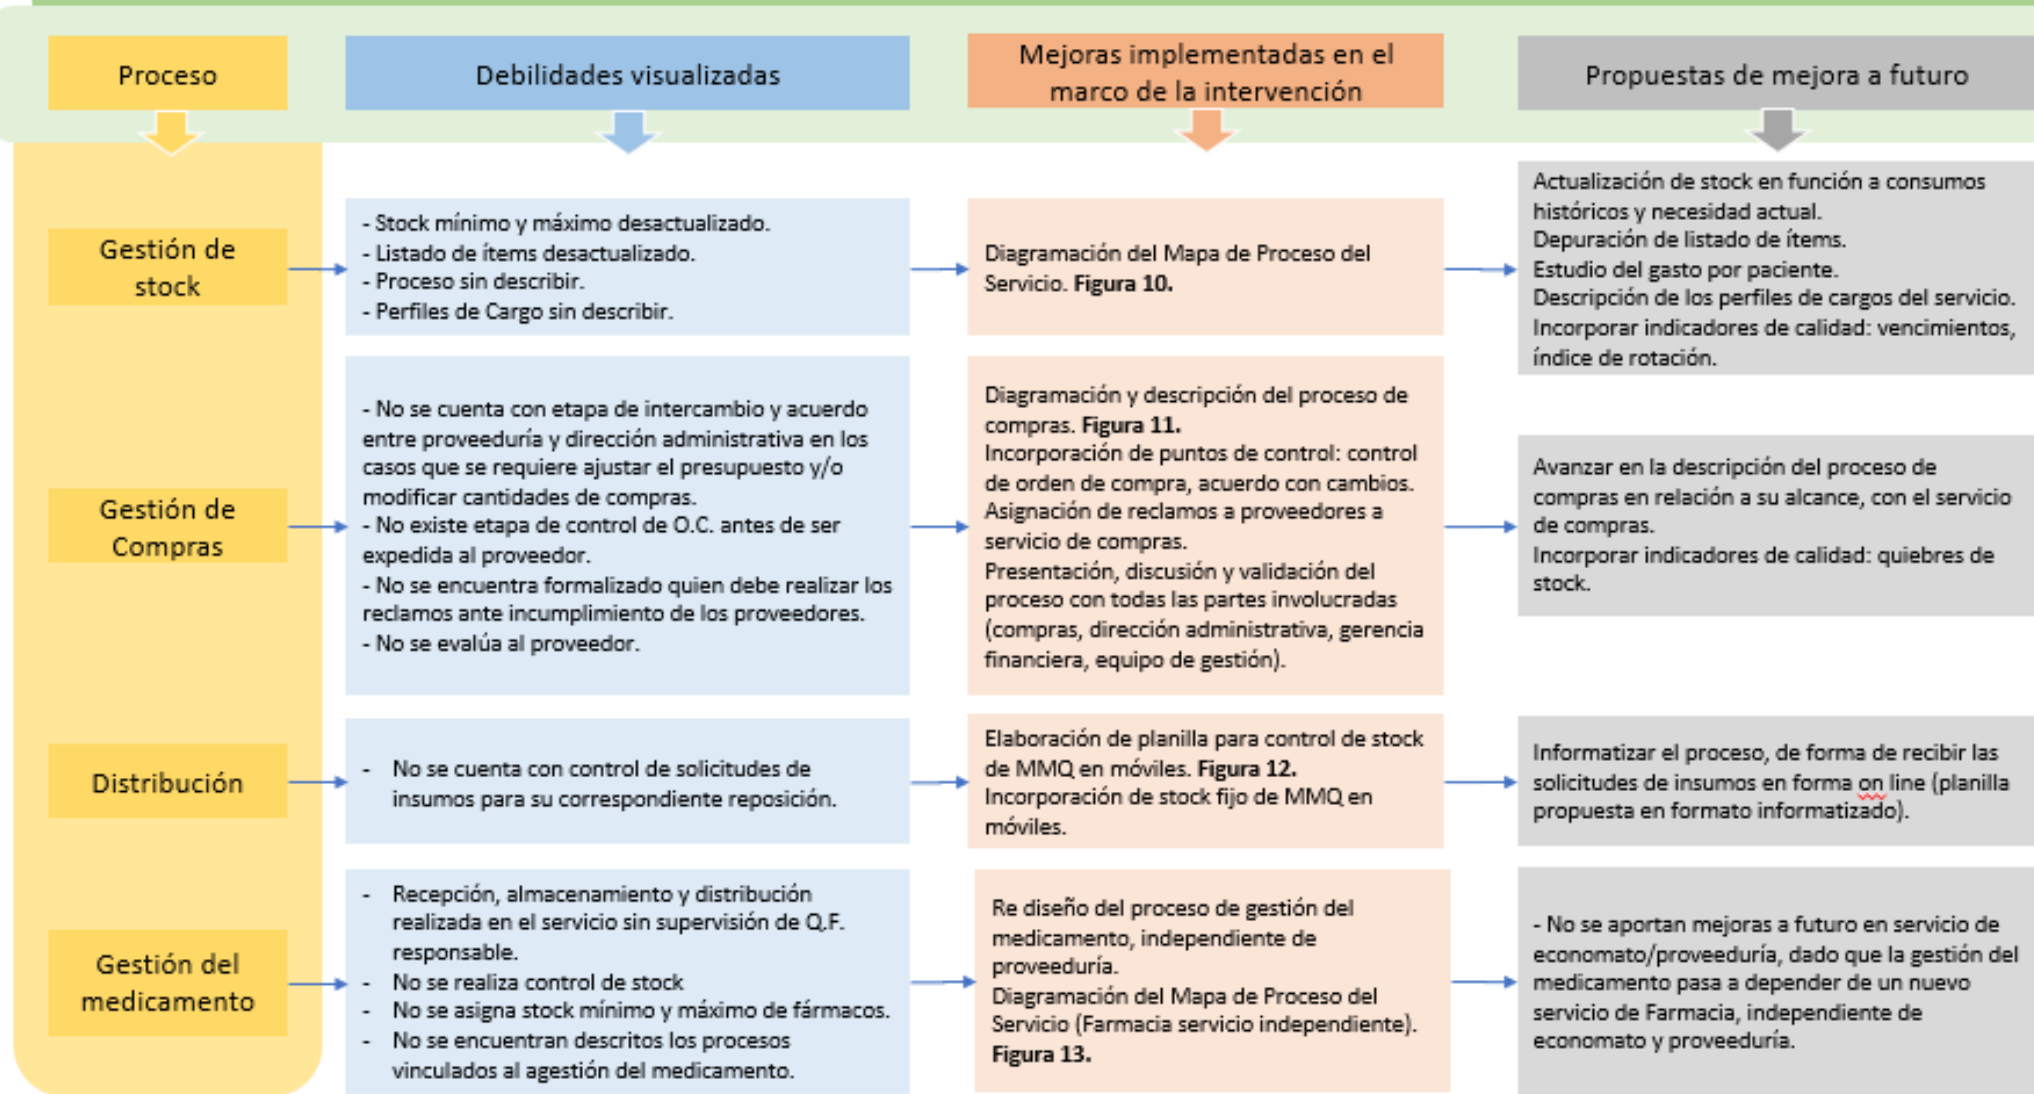 Proceso
Debilidades visualizadas
Mejoras implementadas en el
marco de la intervención
Propuestas de mejora a futuro
Gestión de
stock
- Stock mínimo y máximo desactualizado.
- Listado de ítems desactualizado.
- Proceso sin describir.
- Perfiles de Cargo sin describir.
Diagramación del Mapa de Proceso del
Servicio. Figura 10.
Actualización de stock en función a consumos
históricos y necesidad actual.
Depuración de listado de ítems.
Estudio del gasto por paciente.
Descripción de los perfiles de cargos del servicio.
Incorporar indicadores de calidad: vencimientos,
índice de rotación.
Gestión de
Compras
- No se cuenta con etapa de intercambio y acuerdo
entre proveeduría y dirección administrativa en los
casos que se requiere ajustar el presupuesto y/o
modificar cantidades de compras.
- No existe etapa de control de O.C. antes de ser
expedida al proveedor.
- No se encuentra formalizado quien debe realizar los
reclamos ante incumplimiento de los proveedores.
- No se evalúa al proveedor.
Diagramación y descripción del proceso de
compras. Figura 11.
Incorporación de puntos de control: control
de orden de compra, acuerdo con cambios.
Asignación de reclamos a proveedores a
servicio de compras.
Presentación, discusión y validación del
proceso con todas las partes involucradas
(compras, dirección administrativa, gerencia
financiera, equipo de gestión).
Avanzar en la descripción del proceso de
compras en relación a su alcance, con el servicio
de compras.
Incorporar indicadores de calidad: quiebres de
stock.
Distribución
- No se cuenta con control de solicitudes de
insumos para su correspondiente reposición.
Elaboración de planilla para control de stock
de MMQ en móviles. Figura 12.
Incorporación de stock fijo de MMQ en
móviles.
Informatizar el proceso, de forma de recibir las
solicitudes de insumos en forma on line (planilla
propuesta en formato informatizado).
Gestión del
medicamento
- Recepción, almacenamiento y distribución
realizada en el servicio sin supervisión de Q.F.
responsable.
- No se realiza control de stock
- No se asigna stock mínimo y máximo de fármacos.
- No se encuentran descritos los procesos
vinculados al agestión del medicamento.
Re diseño del proceso de gestión del
medicamento, independiente de
proveeduría.
Diagramación del Mapa de Proceso del
Servicio (Farmacia servicio independiente).
Figura 13.
- No se aportan mejoras a futuro en servicio de
economato/proveeduría, dado que la gestión del
medicamento pasa a depender de un nuevo
servicio de Farmacia, independiente de
economato y proveeduría.